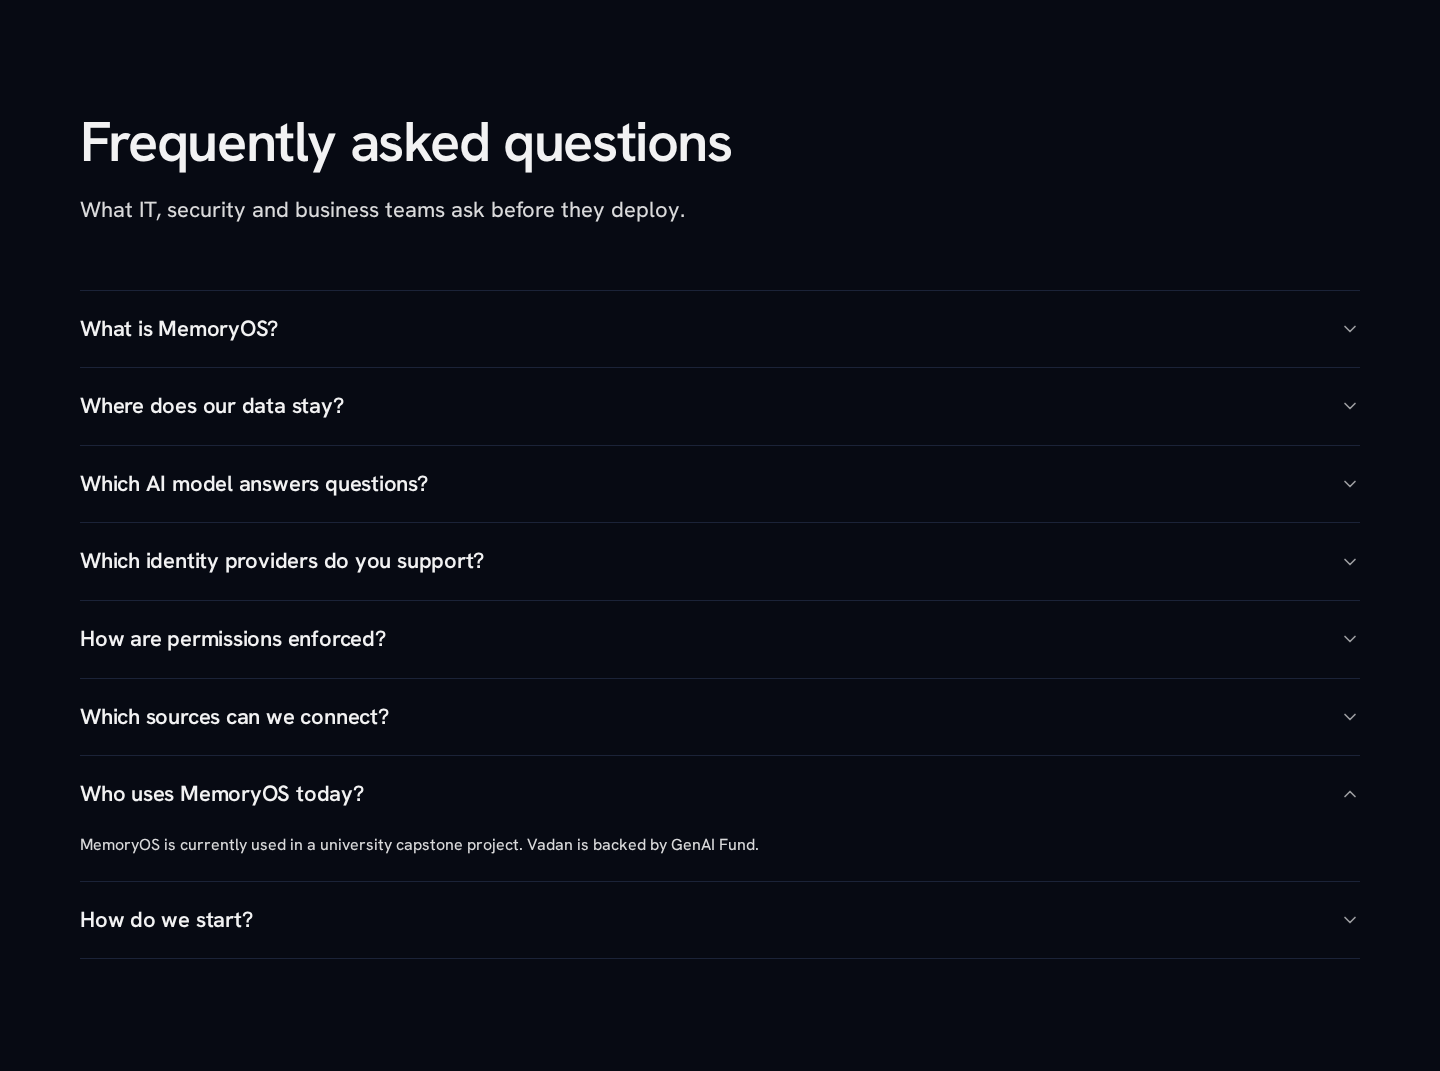 Frequently asked questions
What IT, security and business teams ask before they deploy.
What is MemoryOS?
Where does our data stay?
Which AI model answers questions?
Which identity providers do you support?
How are permissions enforced?
Which sources can we connect?
Who uses MemoryOS today?
MemoryOS is currently used in a university capstone project. Vadan is backed by GenAI Fund.
How do we start?